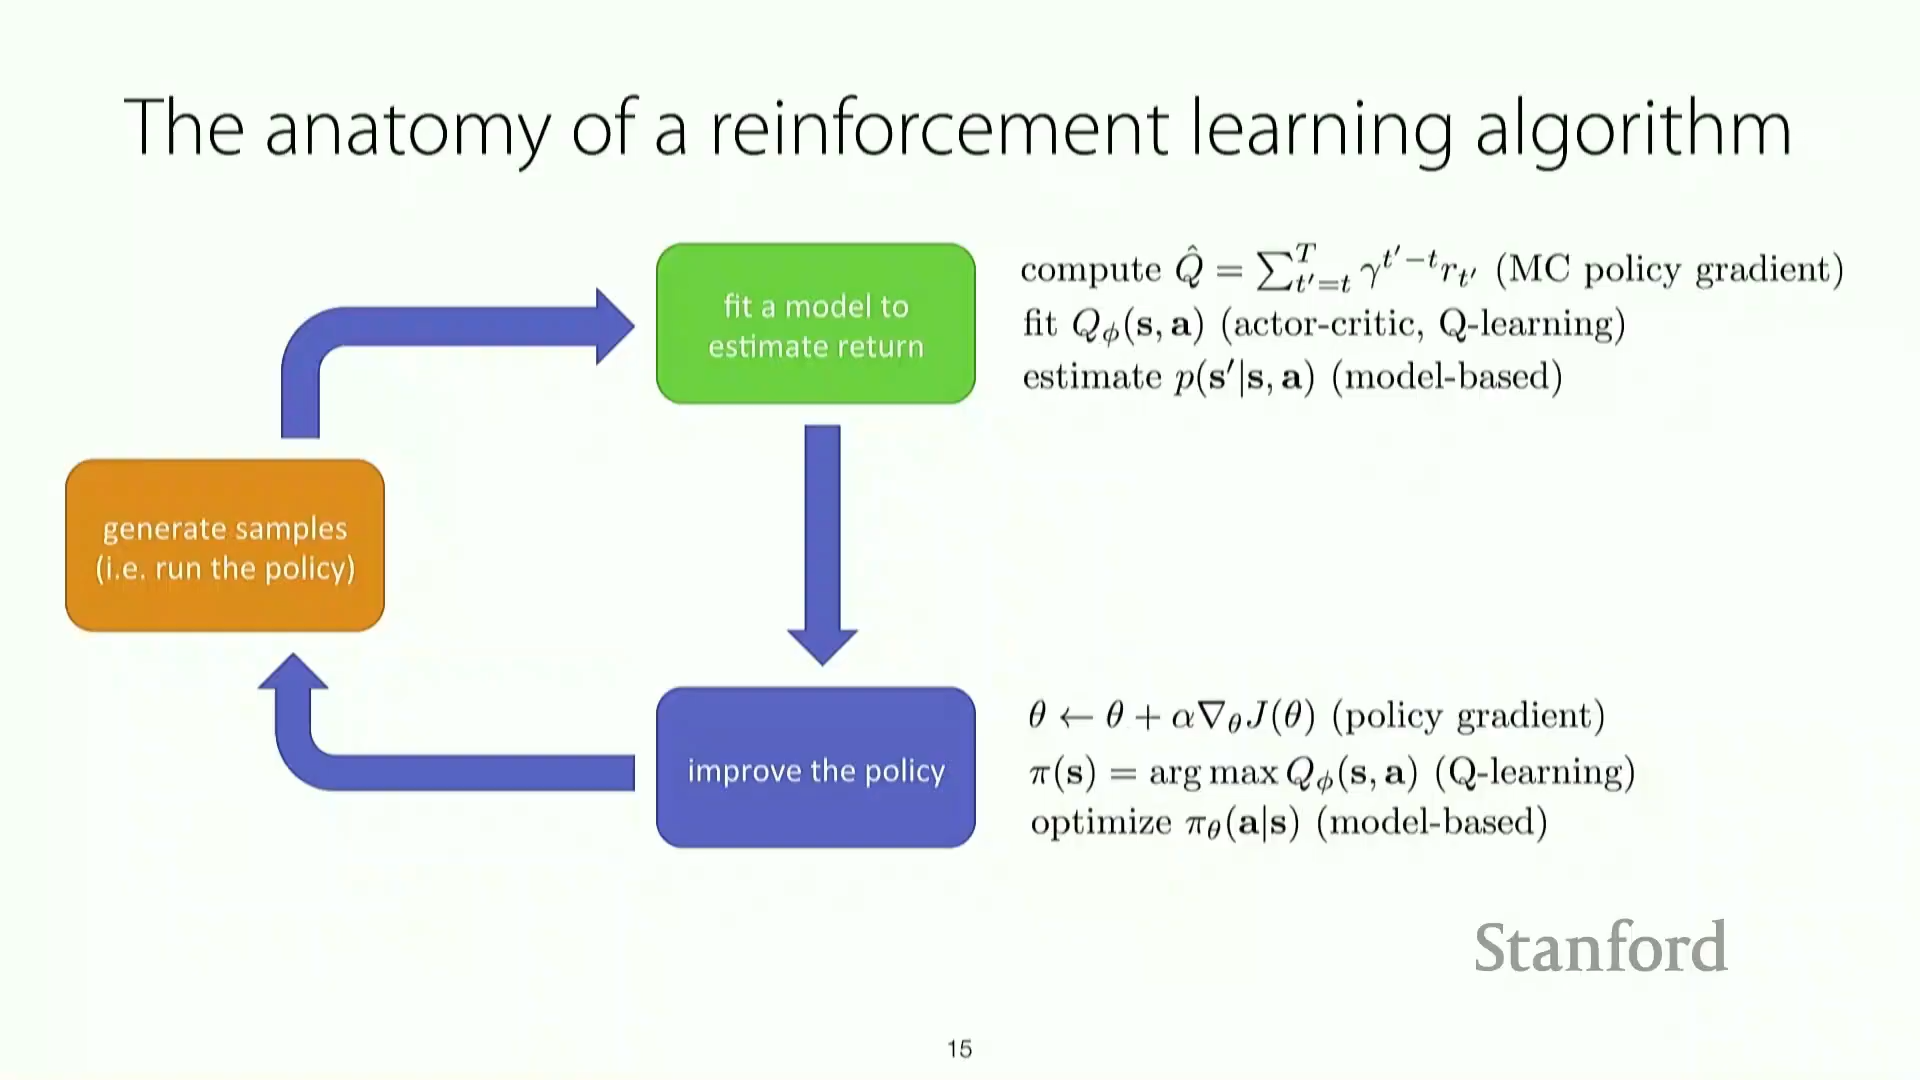 The anatomy of a reinforcement learning algorithm
fit a model to
estimate return
compute Q̂ = ∑_{t'=t}^{T} γ^{t'−t} r_{t'} (MC policy gradient)
fit Q_ϕ(s, a) (actor-critic, Q-learning)
estimate p(s'|s, a) (model-based)
generate samples
(i.e. run the policy)
improve the policy
θ ← θ + α∇_θ J(θ) (policy gradient)
π(s) = arg max Q_ϕ(s, a) (Q-learning)
optimize π_θ(a|s) (model-based)
Stanford
15